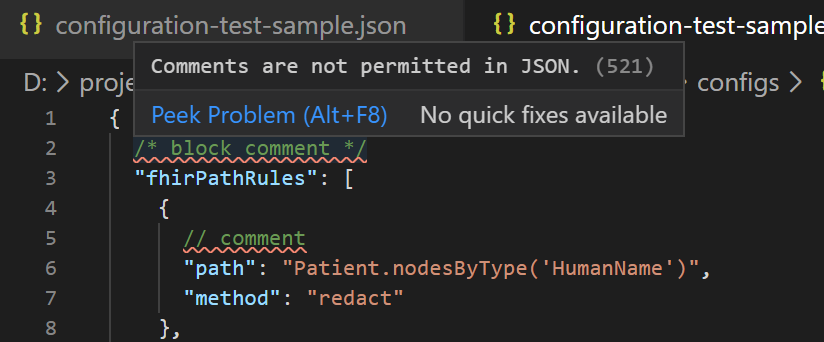 {} configuration-test-sample.json {} configuration-test-sample
Comments are not permitted in JSON. (521)
D: > proje configs > {
Peek Problem (Alt+F8) No quick fixes available
1 {
2 /* block comment */
3 "fhirPathRules": [
4 {
5 // comment
6 "path": "Patient.nodesByType('HumanName')",
7 "method": "redact"
8 },